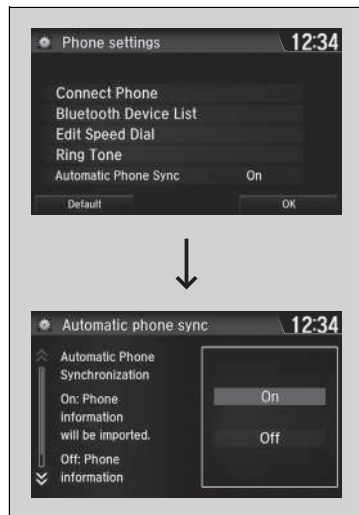 Phone settings 12:34
Connect Phone
Bluetooth Device List
Edit Speed Dial
Ring Tone
Automatic Phone Sync On
Default OK
Automatic phone sync 12:34
Automatic Phone
Synchronization
On: Phone
information
will be imported.
Off: Phone
information
On
Off